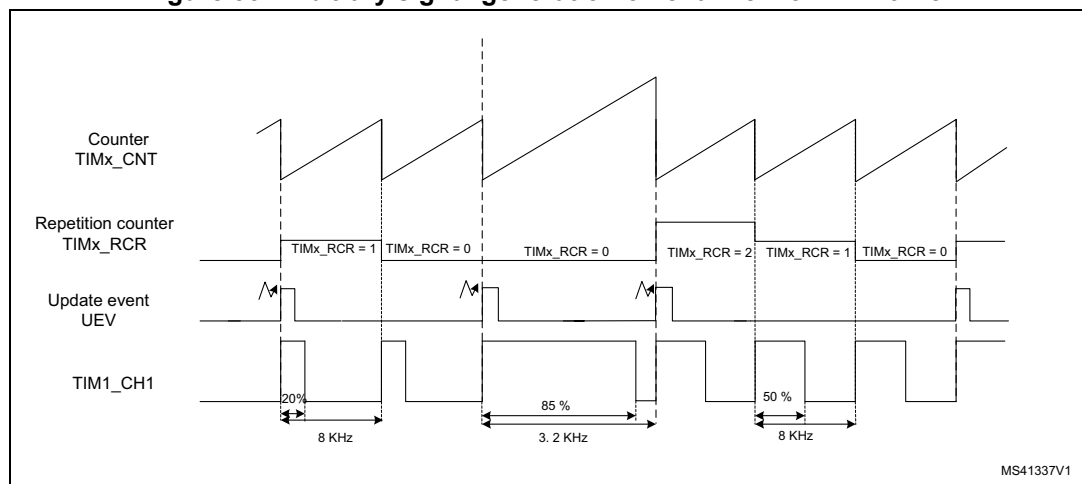 Counter
TIMx_CNT
Repetition counter
TIMx_RCR
TIMx_RCR = 1
TIMx_RCR = 0
TIMx_RCR = 0
TIMx_RCR = 2
TIMx_RCR = 1
TIMx_RCR = 0
Update event
UEV
TIM1_CH1
20%
85 %
50 %
8 KHz
3. 2 KHz
8 KHz
MS41337V1